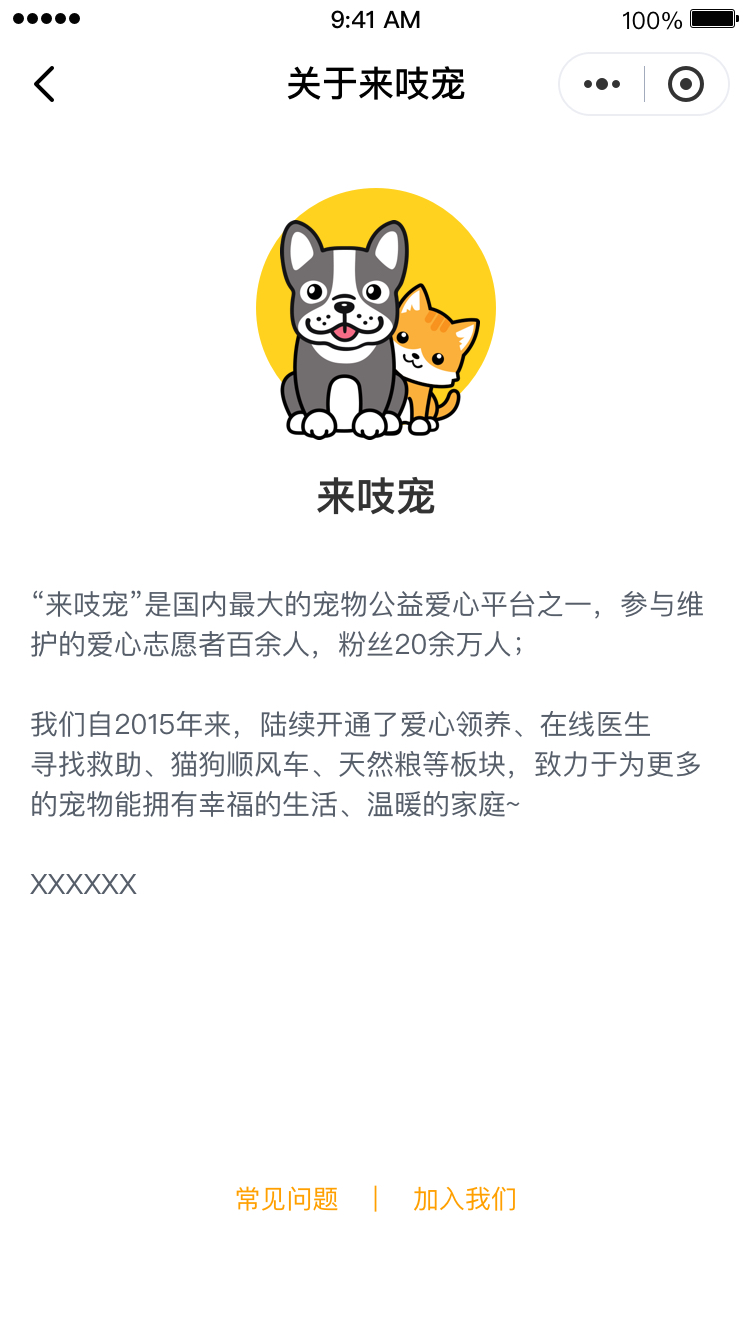 9:41 AM
100%
关于来吱宠
来吱宠
“来吱宠”是国内最大的宠物公益爱心平台之一，参与维
护的爱心志愿者百余人，粉丝20余万人；
我们自2015年来，陆续开通了爱心领养、在线医生
寻找救助、猫狗顺风车、天然粮等板块，致力于为更多
的宠物能拥有幸福的生活、温暖的家庭~
XXXXXX
常见问题 | 加入我们